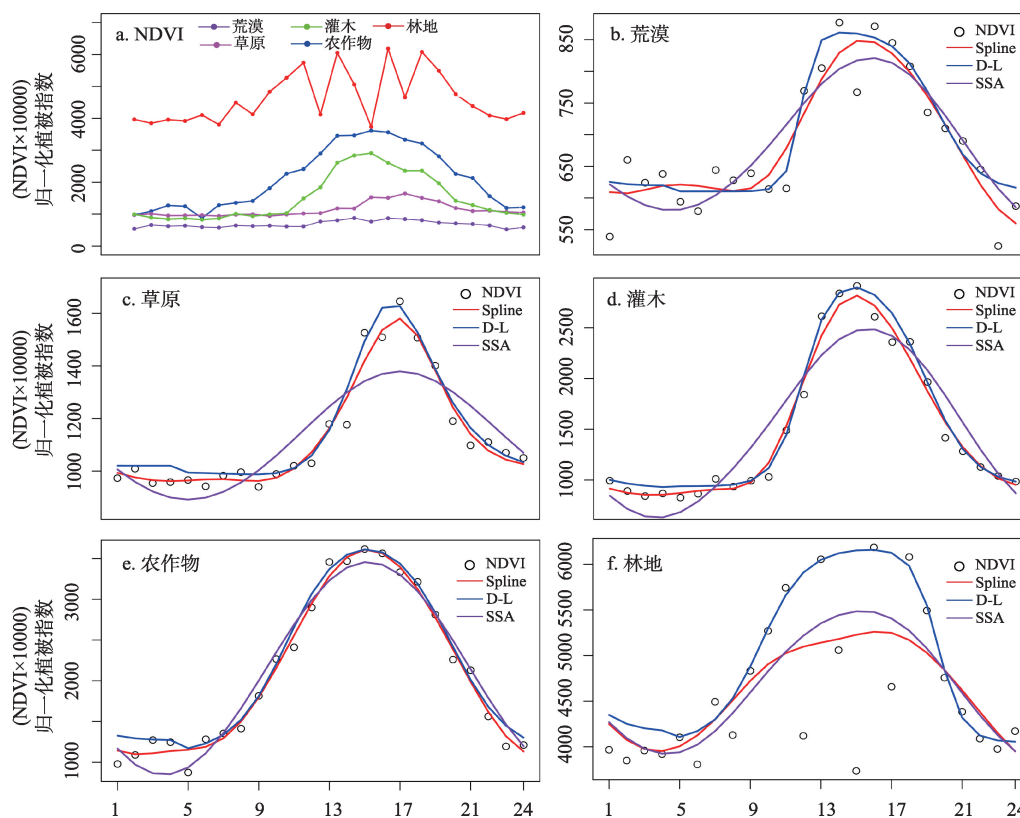 a. NDVI
荒漠 灌木 林地
草原 农作物
(NDVI×10000)
归一化植被指数
0 1000 2000 4000 6000
b. 荒漠
NDVI
Spline
D-L
SSA
550 650 750 850
c. 草原
NDVI
Spline
D-L
SSA
(NDVI×10000)
归一化植被指数
1000 1200 1400 1600
d. 灌木
NDVI
Spline
D-L
SSA
1000 1500 2000 2500
e. 农作物
NDVI
Spline
D-L
SSA
(NDVI×10000)
归一化植被指数
1000 2000 3000
1 5 9 13 17 21 24
f. 林地
NDVI
Spline
D-L
SSA
4000 4500 5000 5500 6000
1 5 9 13 17 21 24